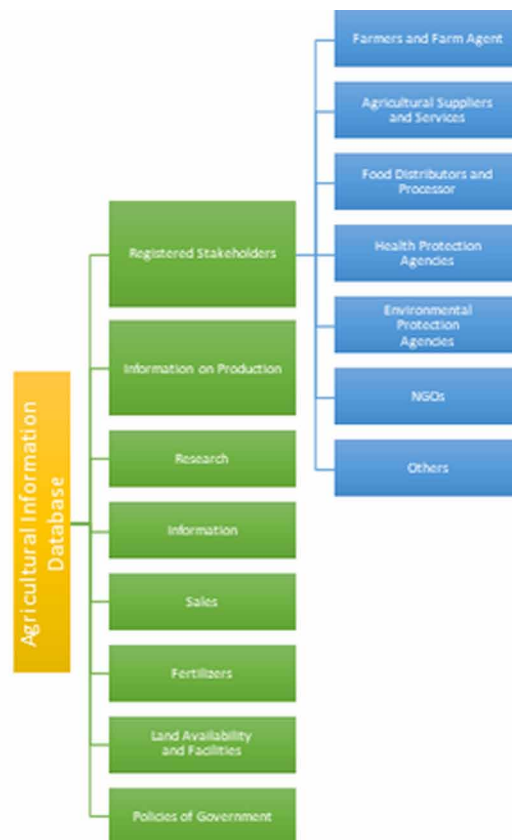 Agricultural Information
Database
Registered Stakeholders
Information on Production
Research
Information
Sales
Fertilizers
Land Availability
and Facilities
Policies of Government
Farmers and Farm Agent
Agricultural Suppliers
and Services
Food Distributors and
Processor
Health Protection
Agencies
Environmental
Protection
Agencies
NGOs
Others